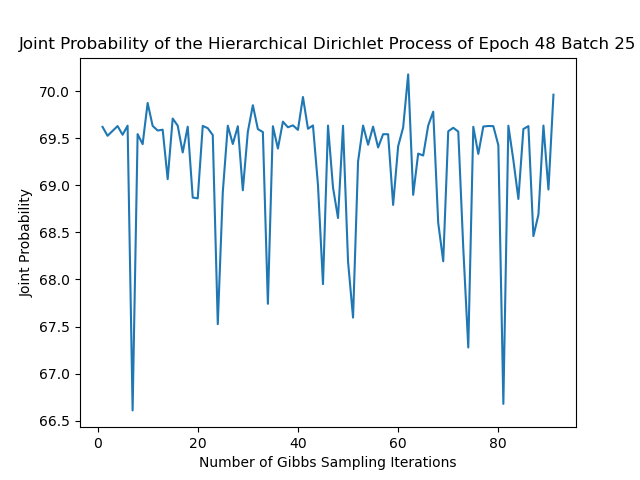 Joint Probability of the Hierarchical Dirichlet Process of Epoch 48 Batch 25
70.0
69.5
69.0
68.5
68.0
67.5
67.0
66.5
Joint Probability
0 20 40 60 80
Number of Gibbs Sampling Iterations